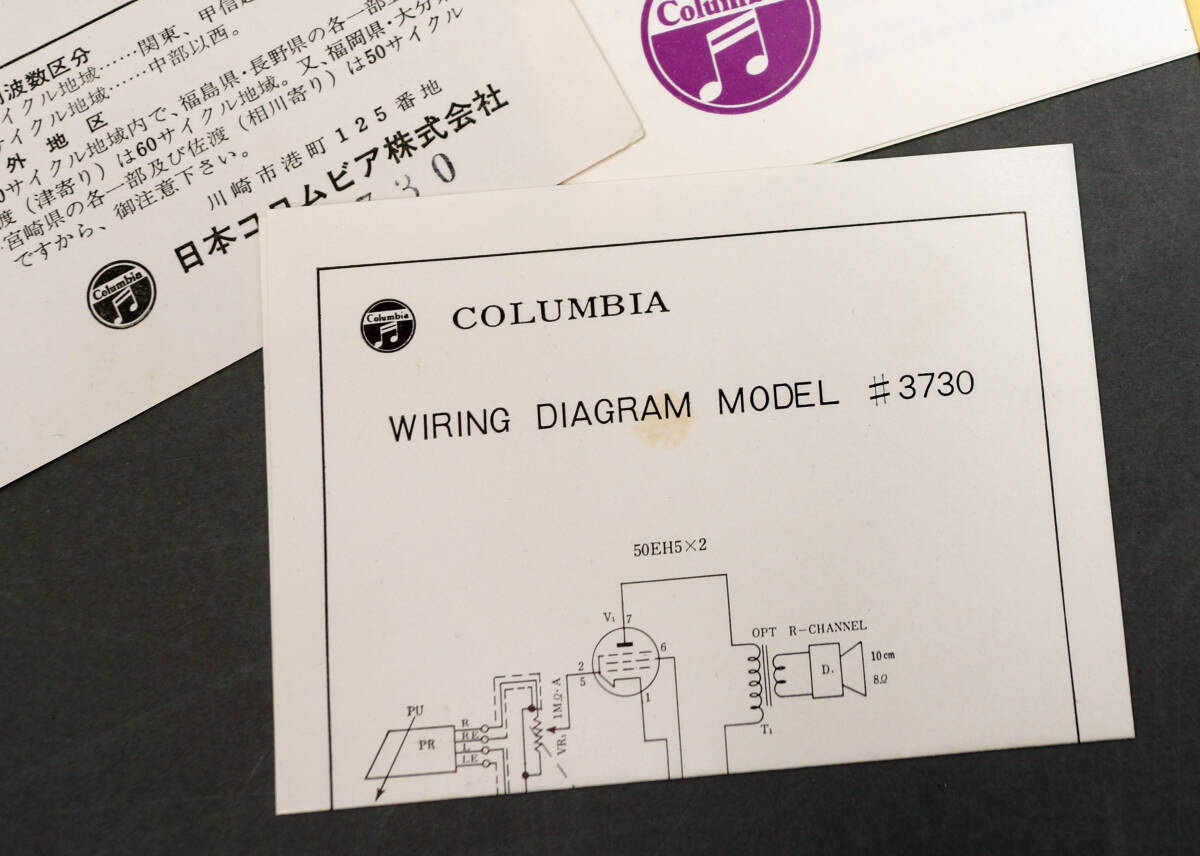 周波数区分
イクル地域……関東、甲信越
サイクル地域……中部以西。
外地区
0サイクル地域内で、福島県・長野県の各一部
渡（津寄り）は60サイクル地域。又、福岡県・大分県
宮崎県の各一部及び佐渡（相川寄り）は50サイクル
ですから、御注意下さい。
川崎市港町125番地
日本コロムビア株式会社
30
Columbia
Columbia
Columbia
COLUMBIA
WIRING DIAGRAM MODEL #3730
50EH5×2
V1
7
6
2
5
1
OPT R-CHANNEL
D.
10cm
8Ω
T1
1MΩ·A
VR1
PU
PR
R
RE
L
LE